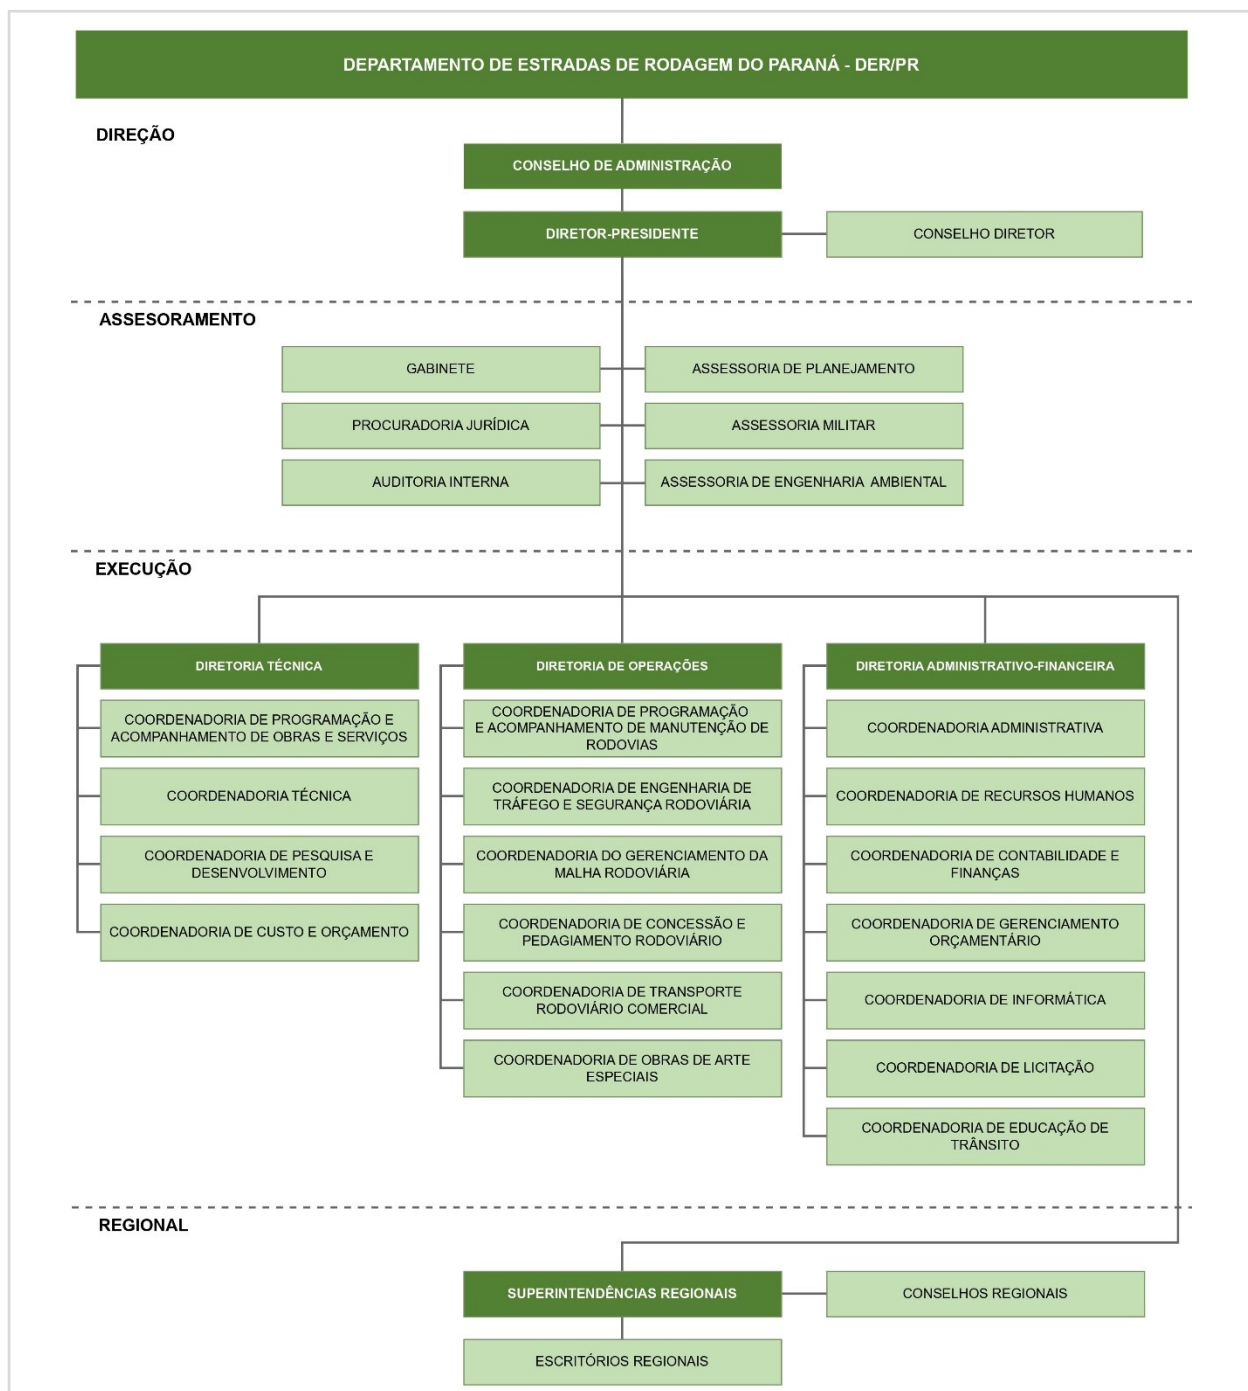 DEPARTAMENTO DE ESTRADAS DE RODAGEM DO PARANÁ - DER/PR
DIREÇÃO
CONSELHO DE ADMINISTRAÇÃO
DIRETOR-PRESIDENTE
CONSELHO DIRETOR
ASSESORAMENTO
GABINETE
ASSESSORIA DE PLANEJAMENTO
PROCURADORIA JURÍDICA
ASSESSORIA MILITAR
AUDITORIA INTERNA
ASSESSORIA DE ENGENHARIA AMBIENTAL
EXECUÇÃO
DIRETORIA TÉCNICA
COORDENADORIA DE PROGRAMAÇÃO E
ACOMPANHAMENTO DE OBRAS E SERVIÇOS
COORDENADORIA TÉCNICA
COORDENADORIA DE PESQUISA E
DESENVOLVIMENTO
COORDENADORIA DE CUSTO E ORÇAMENTO
DIRETORIA DE OPERAÇÕES
COORDENADORIA DE PROGRAMAÇÃO
E ACOMPANHAMENTO DE MANUTENÇÃO DE
RODOVIAS
COORDENADORIA DE ENGENHARIA DE
TRÁFEGO E SEGURANÇA RODOVIÁRIA
COORDENADORIA DO GERENCIAMENTO DA
MALHA RODOVIÁRIA
COORDENADORIA DE CONCESSÃO E
PEDAGIAMENTO RODOVIÁRIO
COORDENADORIA DE TRANSPORTE
RODOVIÁRIO COMERCIAL
COORDENADORIA DE OBRAS DE ARTE
ESPECIAIS
DIRETORIA ADMINISTRATIVO-FINANCEIRA
COORDENADORIA ADMINISTRATIVA
COORDENADORIA DE RECURSOS HUMANOS
COORDENADORIA DE CONTABILIDADE E
FINANÇAS
COORDENADORIA DE GERENCIAMENTO
ORÇAMENTÁRIO
COORDENADORIA DE INFORMÁTICA
COORDENADORIA DE LICITAÇÃO
COORDENADORIA DE EDUCAÇÃO DE
TRÂNSITO
REGIONAL
SUPERINTENDÊNCIAS REGIONAIS
CONSELHOS REGIONAIS
ESCRITÓRIOS REGIONAIS